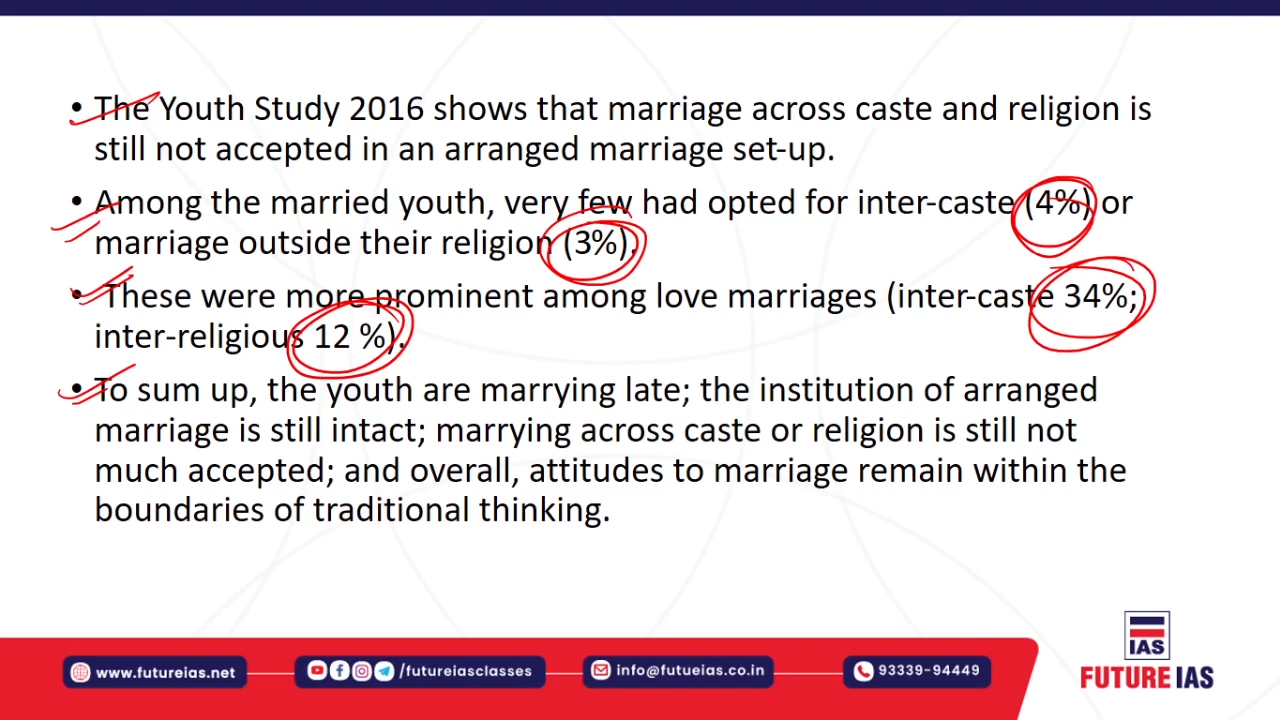 • The Youth Study 2016 shows that marriage across caste and religion is
still not accepted in an arranged marriage set-up.
• Among the married youth, very few had opted for inter-caste (4%) or
marriage outside their religion (3%).
• These were more prominent among love marriages (inter-caste 34%;
inter-religious 12 %).
• To sum up, the youth are marrying late; the institution of arranged
marriage is still intact; marrying across caste or religion is still not
much accepted; and overall, attitudes to marriage remain within the
boundaries of traditional thinking.
IAS
FUTURE IAS
www.futureias.net
/futureiasclasses
info@futueias.co.in
93339-94449